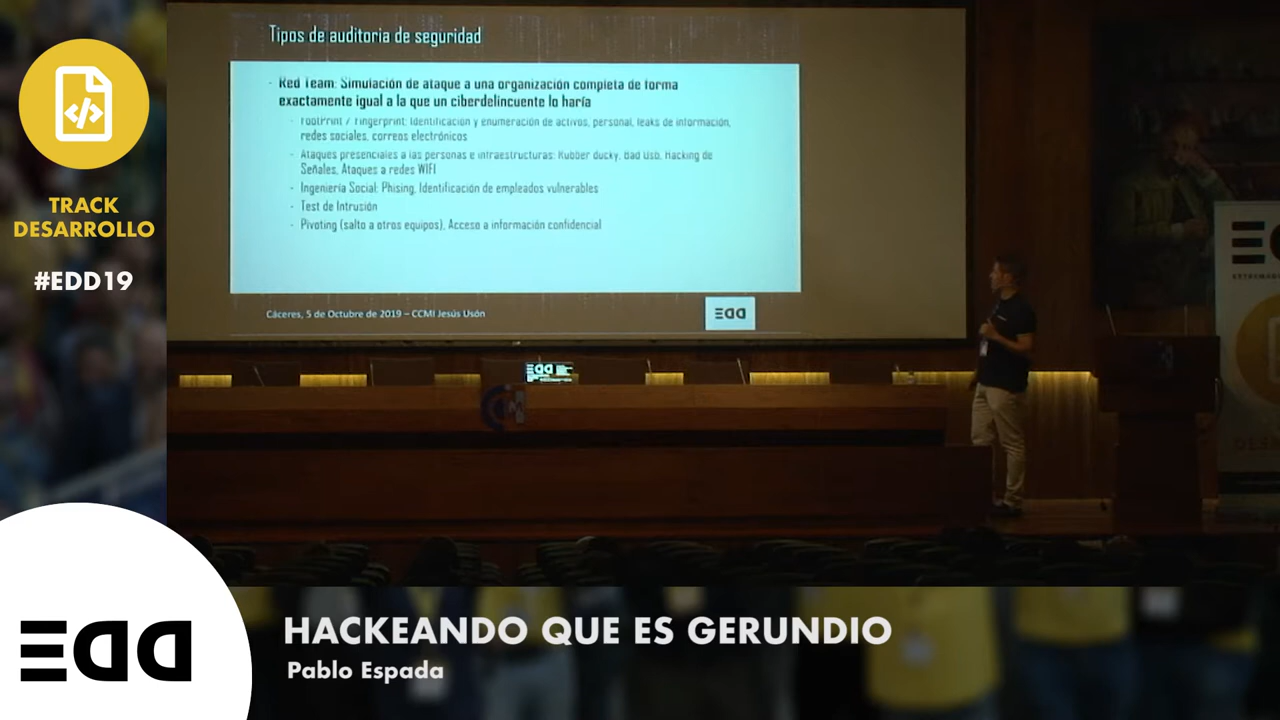 Tipos de auditoria de seguridad
- Red Team: Simulación de ataque a una organización completa de forma
exactamente igual a la que un ciberdelincuente lo haría
- FootPrint / Fingerprint: Identificación y enumeración de activos, personal, leaks de información,
redes sociales, correos electrónicos
- Ataques presenciales a las personas e infraestructuras: Rubber ducky, Bad Usb, Hacking de
Señales, Ataques a redes WIFI
- Ingeniería Social: Phising, Identificación de empleados vulnerables
- Test de Intrusión
- Pivoting (salto a otros equipos), Acceso a información confidencial
Cáceres, 5 de Octubre de 2019 – CCMI Jesús Usón
EDD
TRACK
DESARROLLO
#EDD19
EDD
HACKEANDO QUE ES GERUNDIO
Pablo Espada